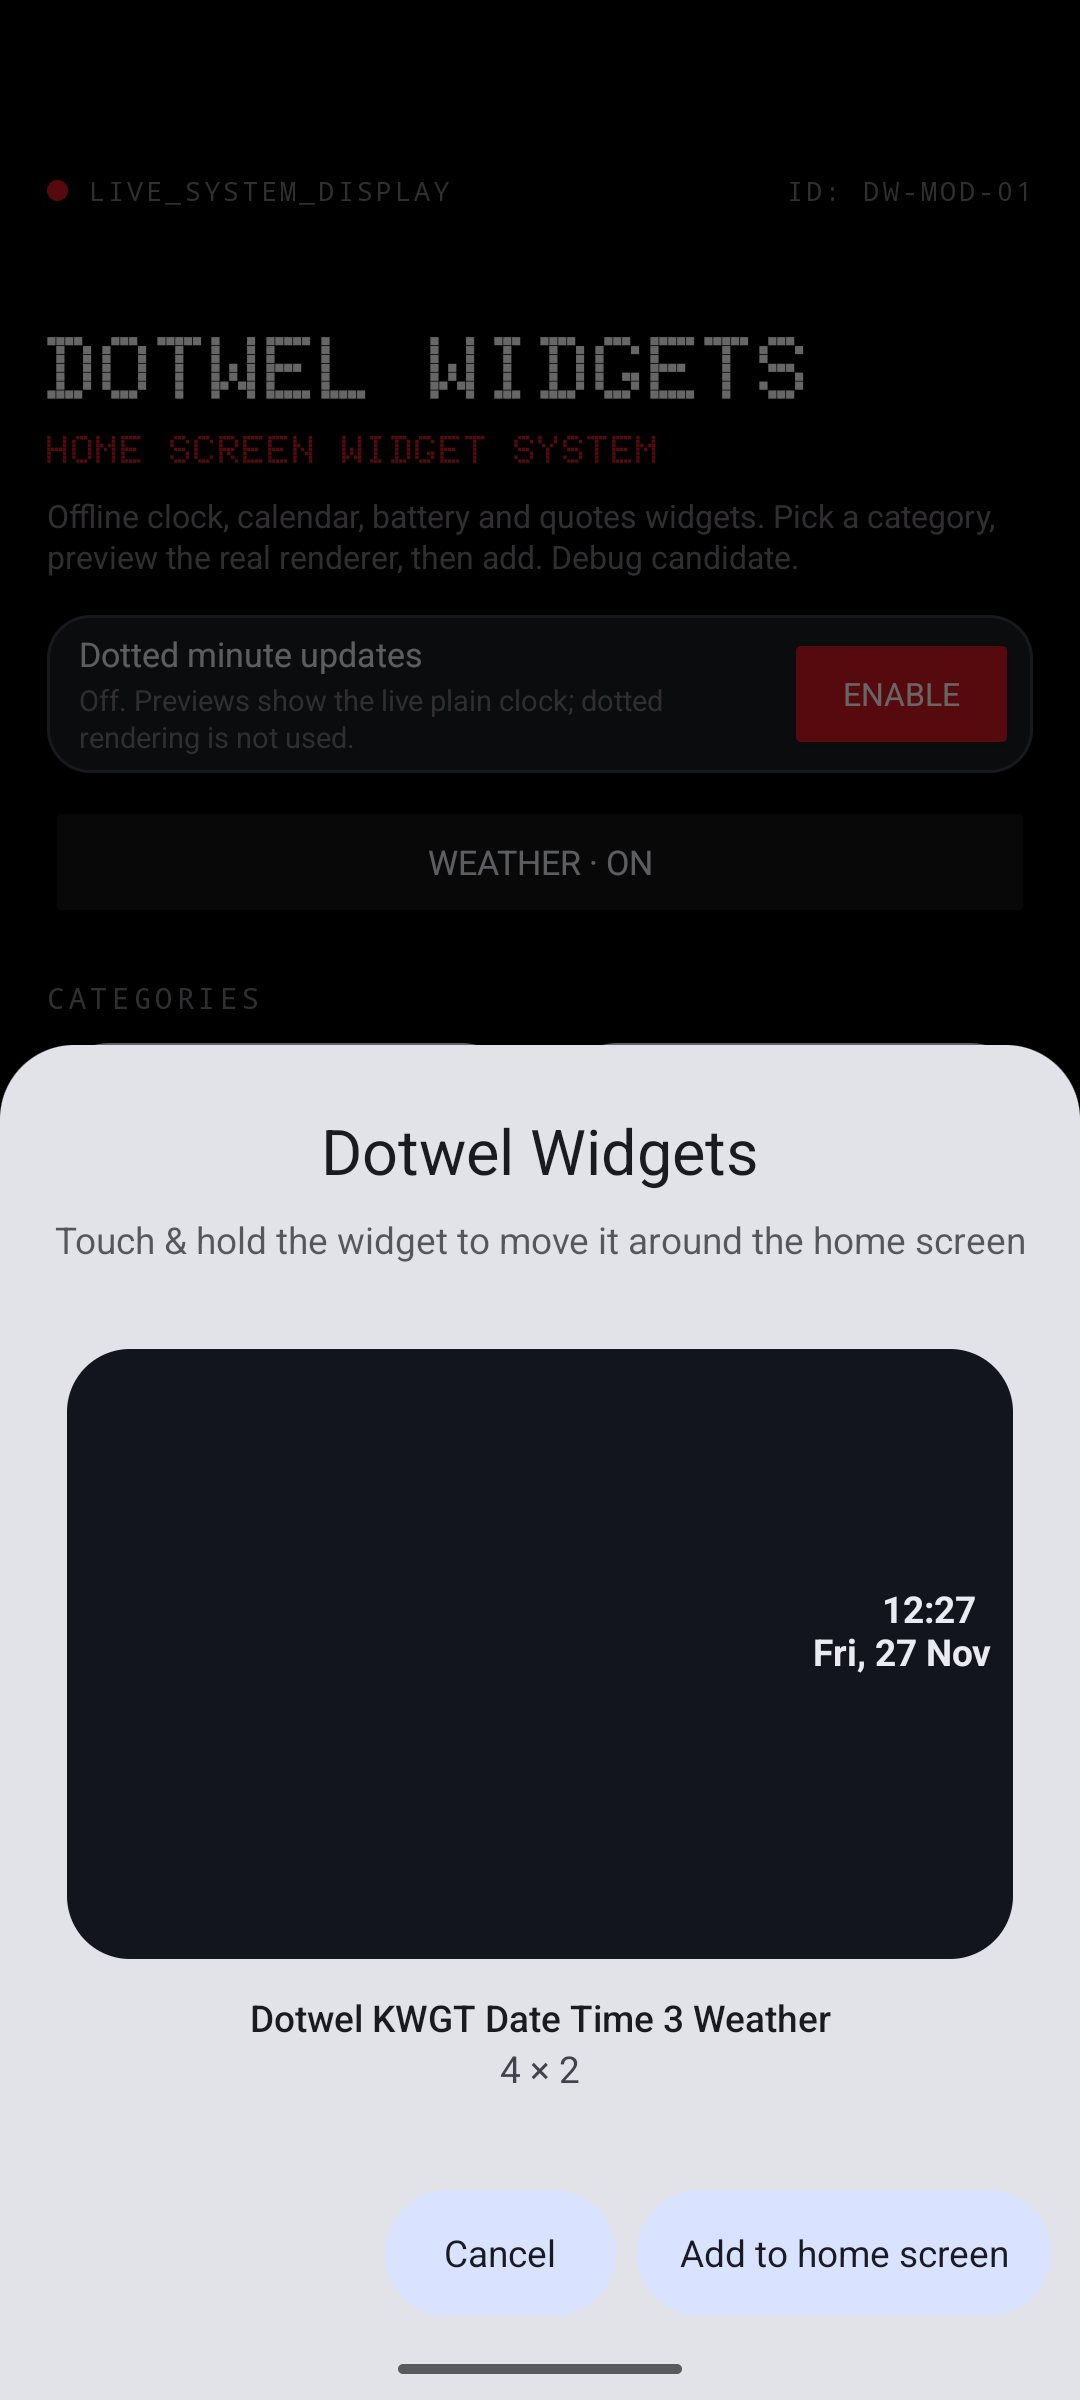 LIVE_SYSTEM_DISPLAY
ID: DW-MOD-01
DOTWEL WIDGETS
HOME SCREEN WIDGET SYSTEM
Offline clock, calendar, battery and quotes widgets. Pick a category,
preview the real renderer, then add. Debug candidate.
Dotted minute updates
Off. Previews show the live plain clock; dotted
rendering is not used.
ENABLE
WEATHER · ON
CATEGORIES
Dotwel Widgets
Touch & hold the widget to move it around the home screen
12:27
Fri, 27 Nov
Dotwel KWGT Date Time 3 Weather
4 × 2
Cancel
Add to home screen